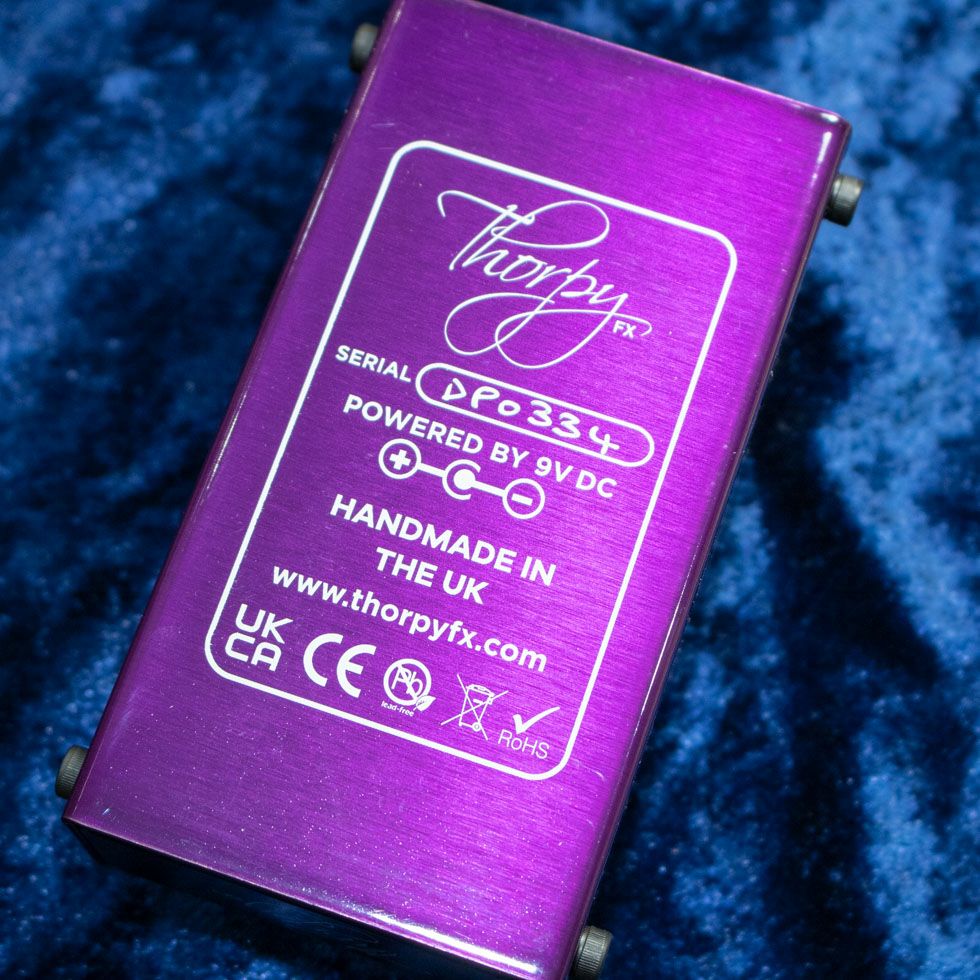 Thorpy FX
SERIAL DP0334
POWERED BY 9V DC
+ -
HANDMADE IN
THE UK
www.thorpyfx.com
UK
CA CE Pb lead-free RoHS